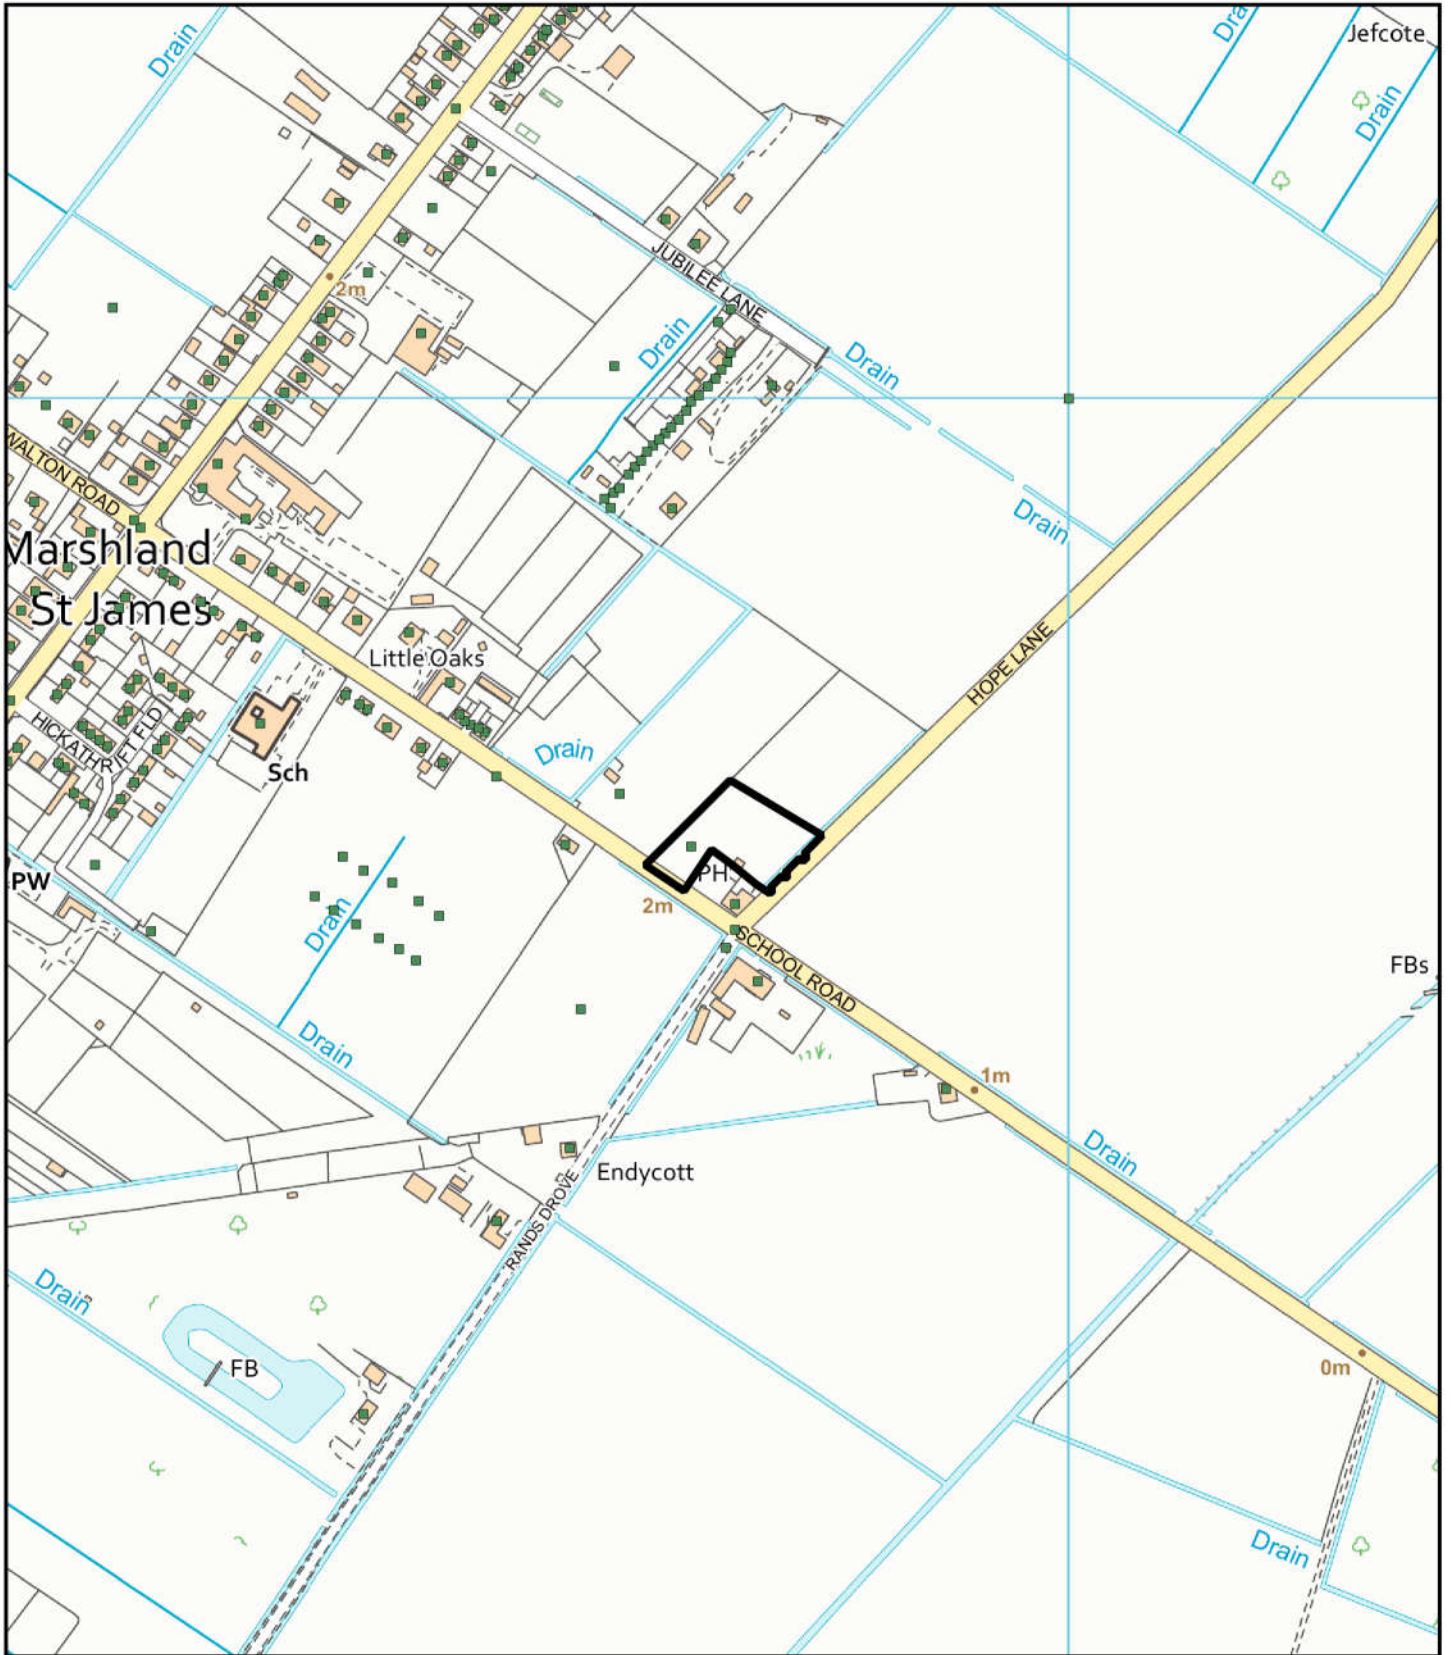 Drain
Drain
Jefcote
Drain
JUBILEE LANE
2m
Drain
Drain
WALTON ROAD
Drain
Marshland
St James
Little Oaks
HOPE LANE
HICKATHRIFT FLD
Drain
Sch
PH
PW
2m
SCHOOL ROAD
Drain
FBs
Drain
1m
Drain
Endycott
RANDS DROVE
Drain
FB
0m
Drain